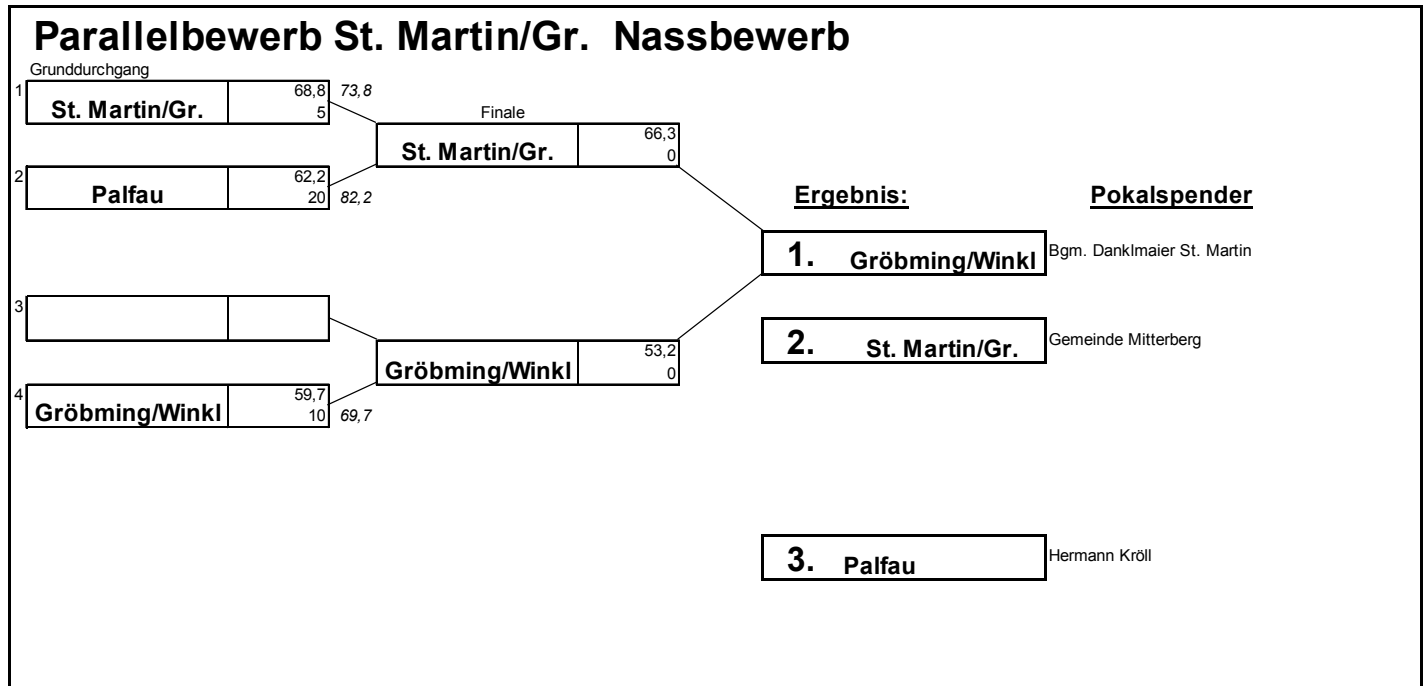 Parallelbewerb St. Martin/Gr. Nassbewerb
Grunddurchgang
1 St. Martin/Gr. 68,8 73,8
5
Finale
St. Martin/Gr. 66,3
0
2 Palfau 62,2
20 82,2
Ergebnis: Pokalspender
1. Gröbming/Winkl Bgm. Danklmaier St. Martin
3
2. St. Martin/Gr. Gemeinde Mitterberg
Gröbming/Winkl 53,2
0
4 Gröbming/Winkl 59,7
10 69,7
3. Palfau Hermann Kröll